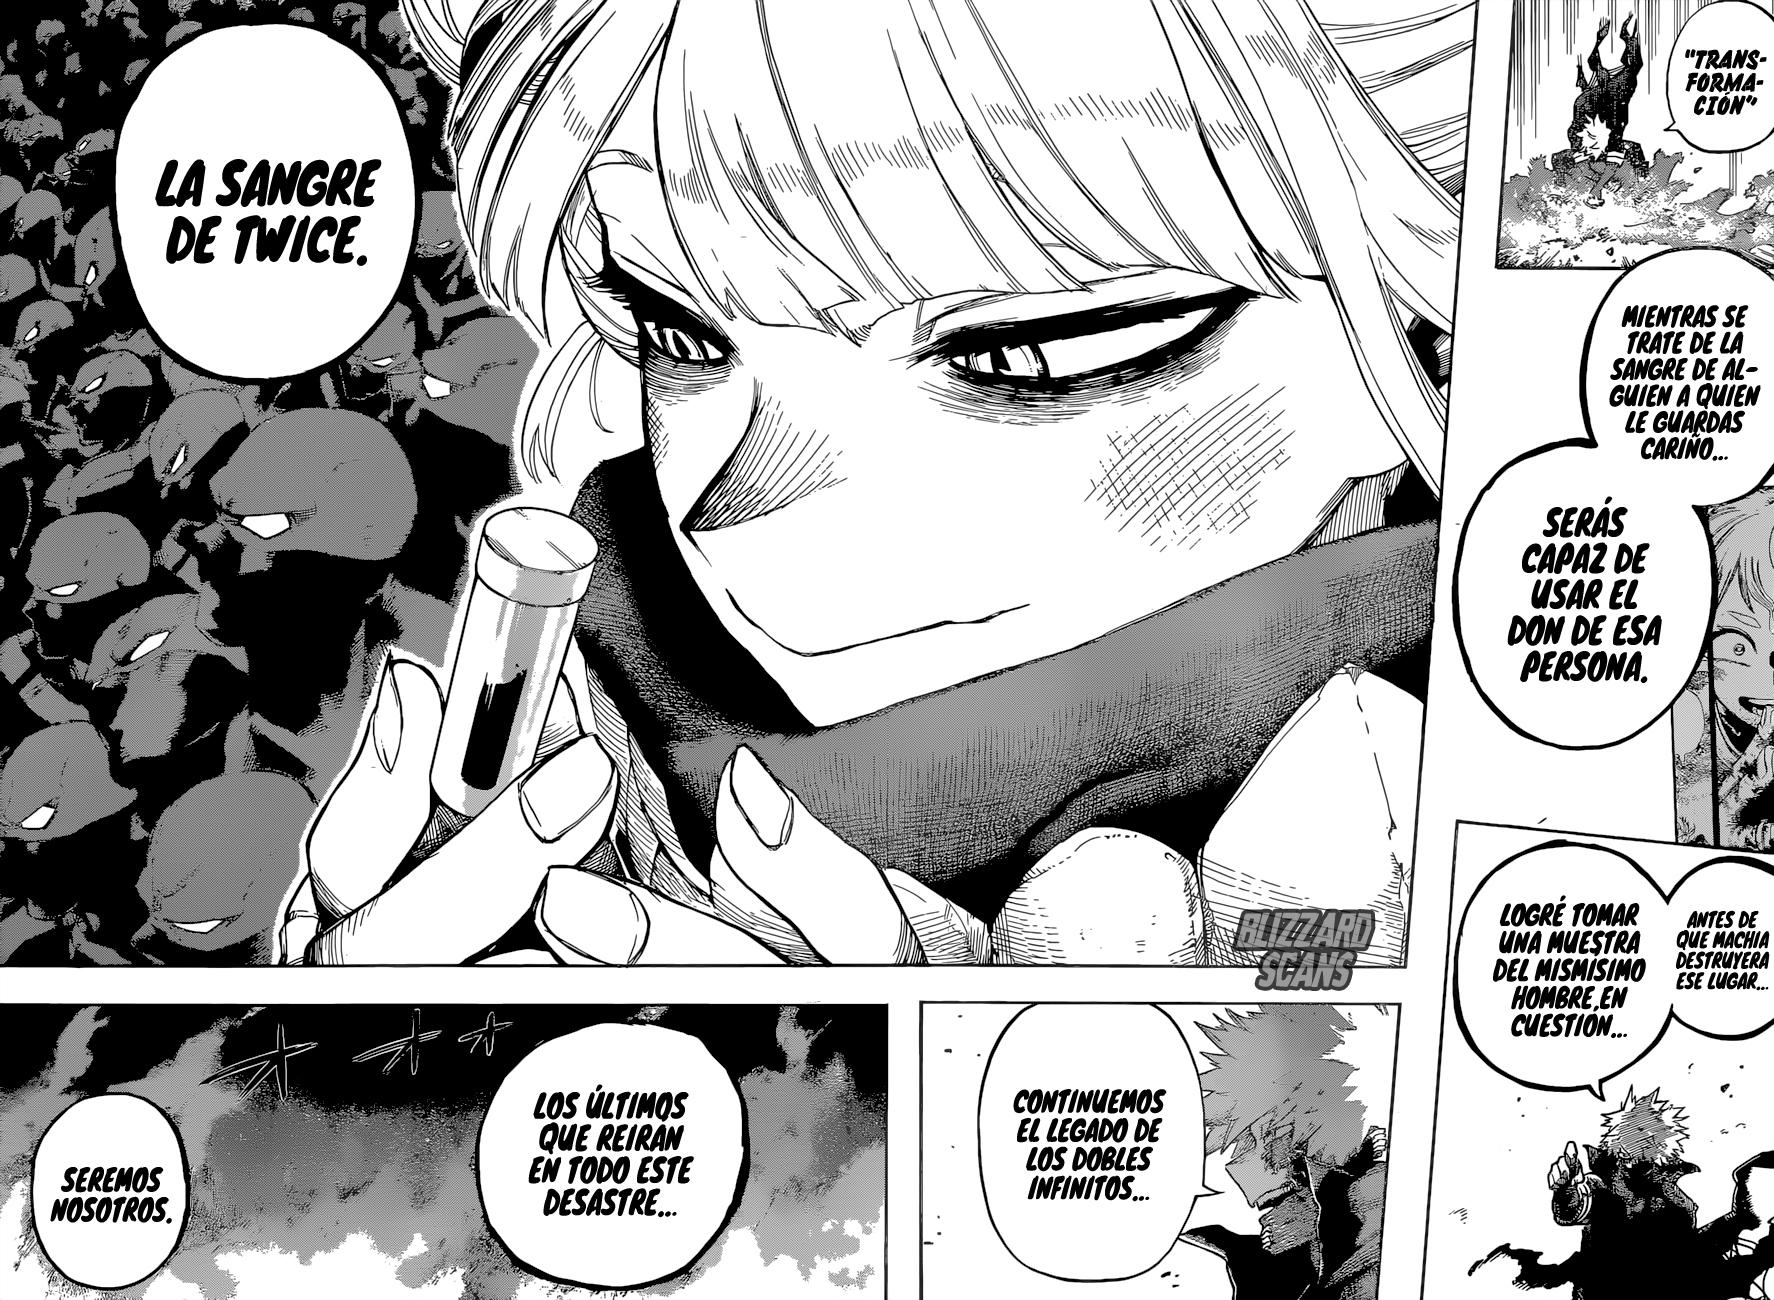 "TRANS-
FORMA-
CIÓN"
MIENTRAS SE
TRATE DE LA
SANGRE DE AL-
GUIEN A QUIEN
LE GUARDAS
CARIÑO...
SERÁS
CAPAZ DE
USAR EL
DON DE ESA
PERSONA.
ANTES DE
QUE MACHIA
DESTRUYERA
ESE LUGAR...
LOGRÉ TOMAR
UNA MUESTRA
DEL MISMÍSIMO
HOMBRE,EN
CUESTIÓN...
LA SANGRE
DE TWICE.
BLIZZARD
SCANS
CONTINUEMOS
EL LEGADO DE
LOS DOBLES
INFINITOS...
LOS ÚLTIMOS
QUE REIRÁN
EN TODO ESTE
DESASTRE...
SEREMOS
NOSOTROS.